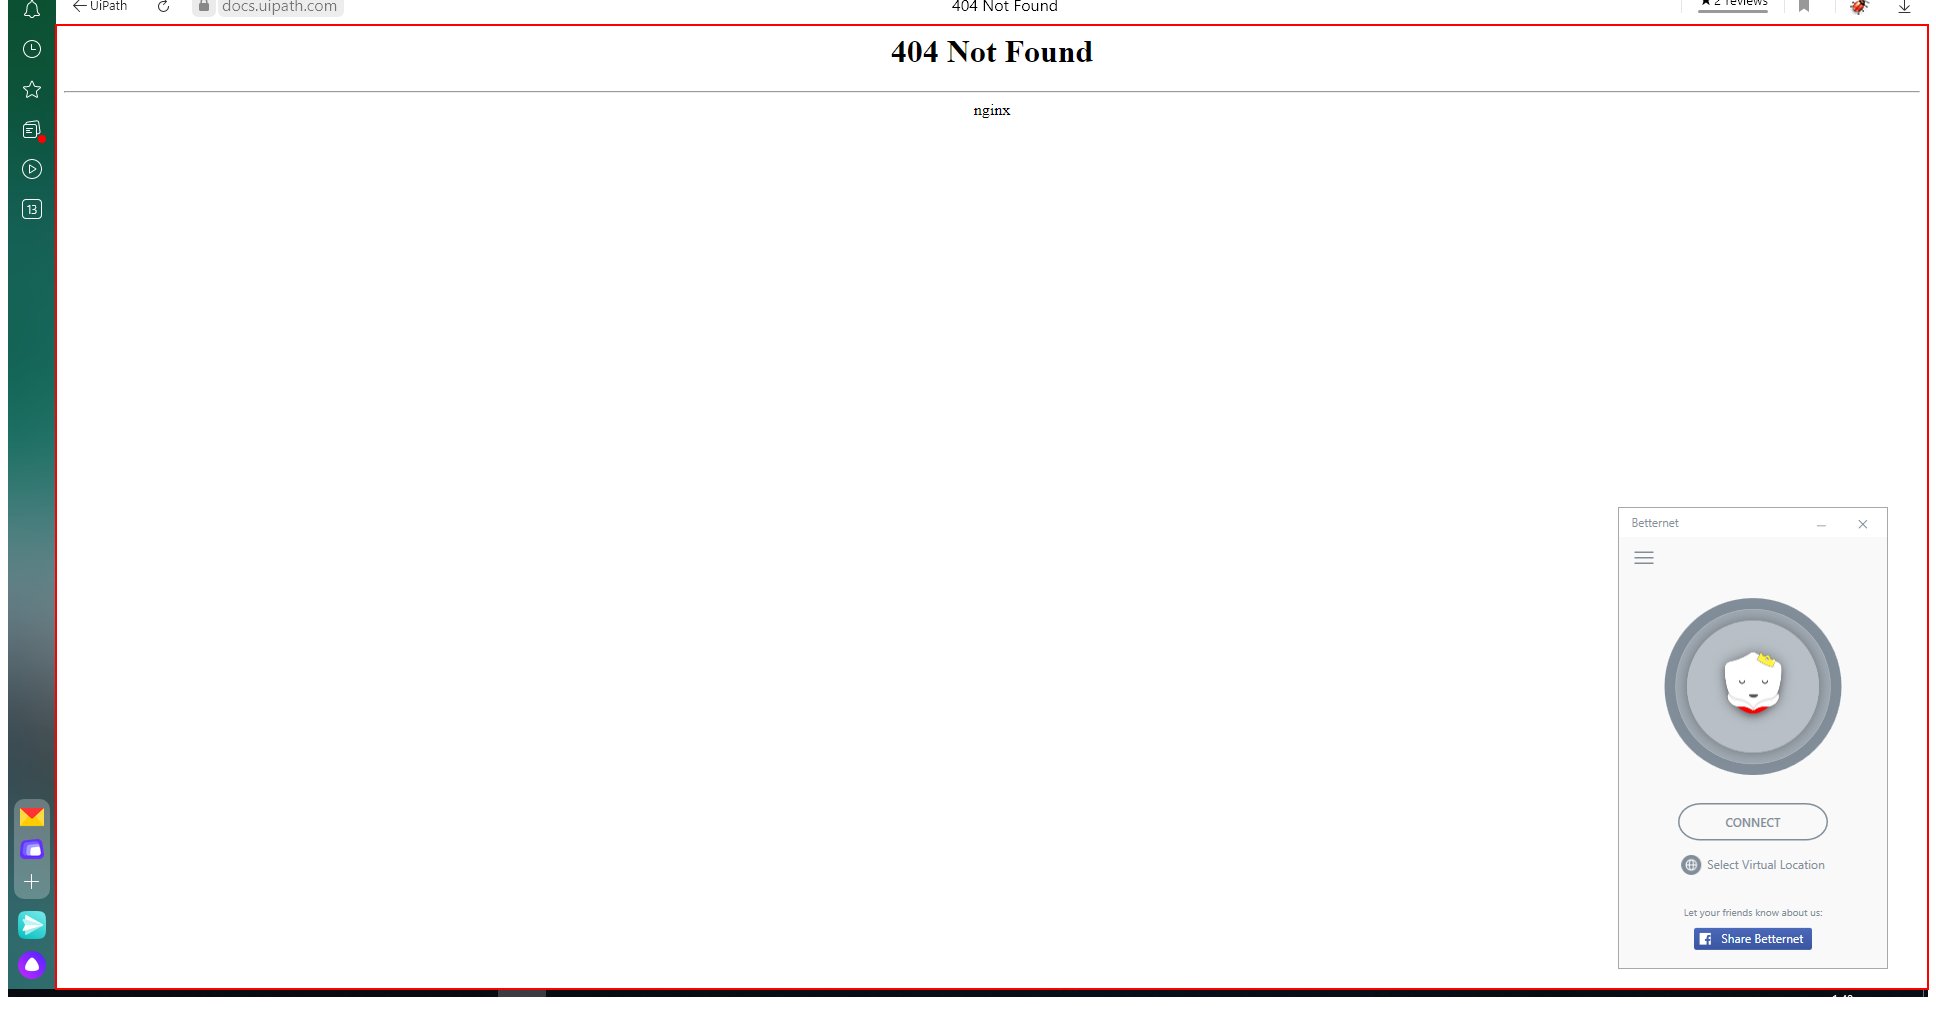 UiPath
docs.uipath.com
404 Not Found
2 reviews
404 Not Found
nginx
13
Betternet
CONNECT
Select Virtual Location
Let your friends know about us:
Share Betternet